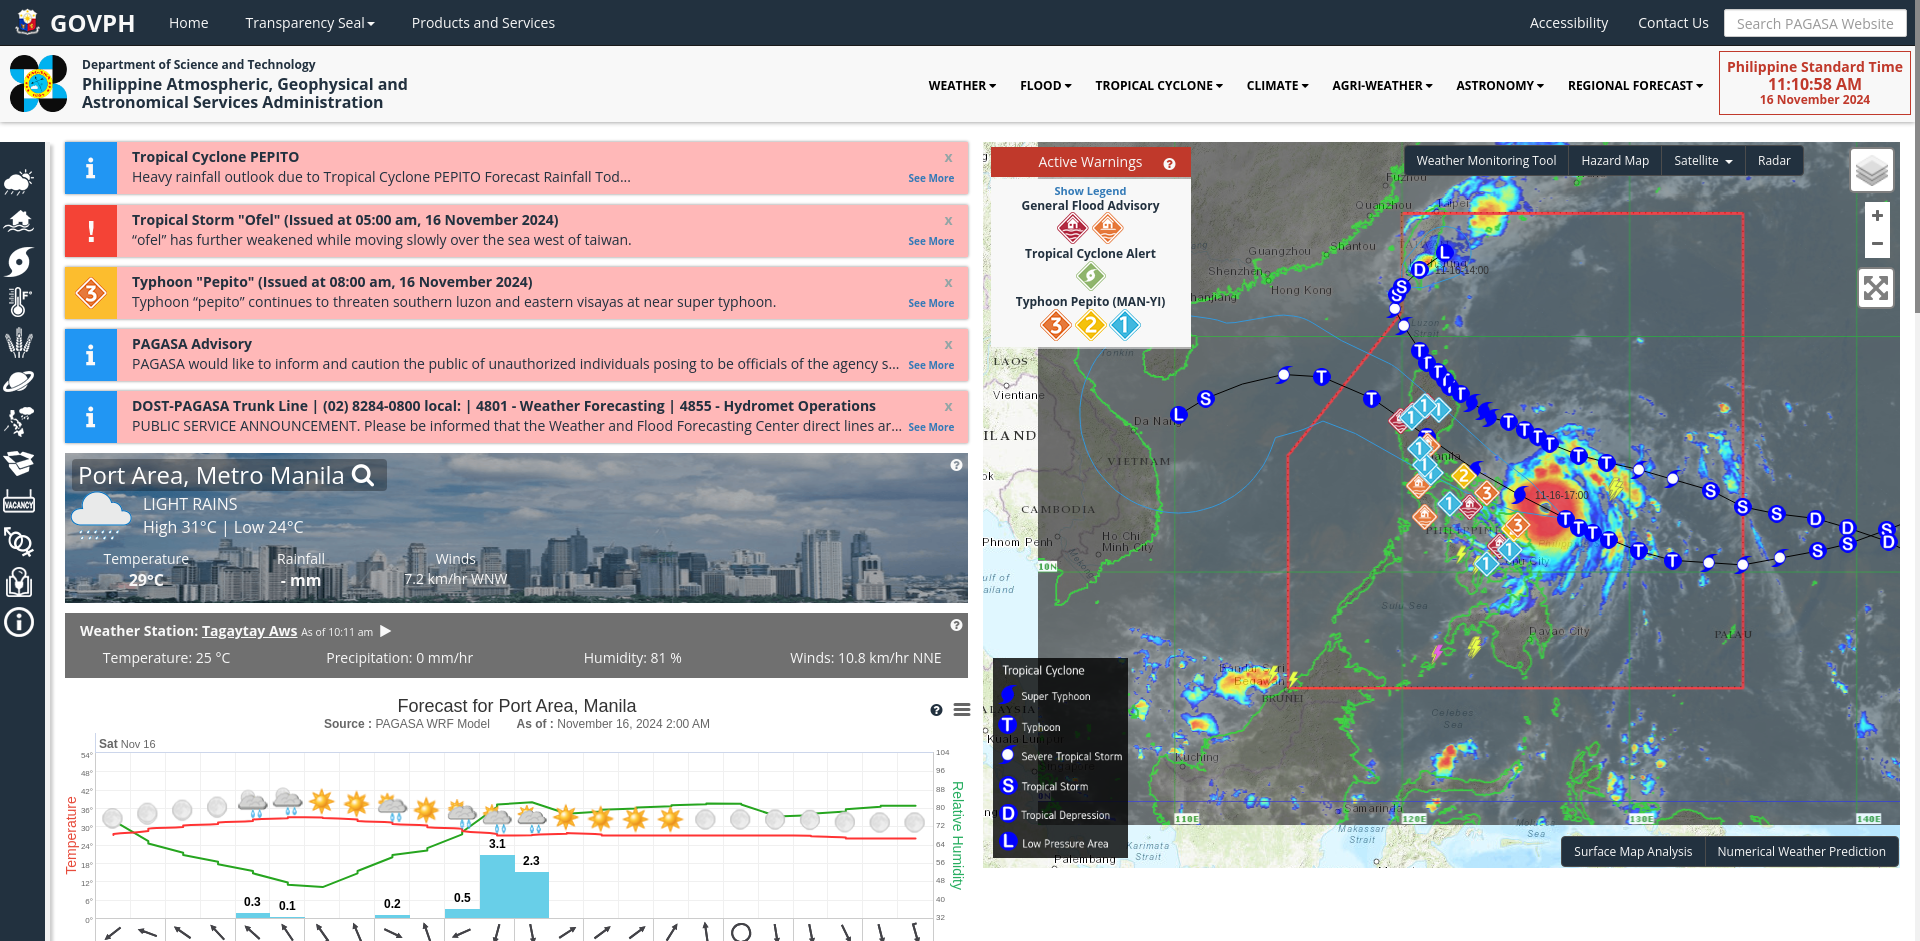 GOVPH
Home
Transparency Seal
Products and Services
Accessibility
Contact Us
Search PAGASA Website
Department of Science and Technology
Philippine Atmospheric, Geophysical and
Astronomical Services Administration
WEATHER
FLOOD
TROPICAL CYCLONE
CLIMATE
AGRI-WEATHER
ASTRONOMY
REGIONAL FORECAST
Philippine Standard Time
11:10:58 AM
16 November 2024
Tropical Cyclone PEPITO
x
Heavy rainfall outlook due to Tropical Cyclone PEPITO Forecast Rainfall Tod...
See More
Tropical Storm "Ofel" (Issued at 05:00 am, 16 November 2024)
x
“ofel” has further weakened while moving slowly over the sea west of taiwan.
See More
3
Typhoon "Pepito" (Issued at 08:00 am, 16 November 2024)
x
Typhoon “pepito” continues to threaten southern luzon and eastern visayas at near super typhoon.
See More
PAGASA Advisory
x
PAGASA would like to inform and caution the public of unauthorized individuals posing to be officials of the agency s...
See More
DOST-PAGASA Trunk Line | (02) 8284-0800 local: | 4801 - Weather Forecasting | 4855 - Hydromet Operations
x
PUBLIC SERVICE ANNOUNCEMENT. Please be informed that the Weather and Flood Forecasting Center direct lines ar...
See More
VACANCY
Port Area, Metro Manila
LIGHT RAINS
High 31°C | Low 24°C
Temperature
Rainfall
Winds
29°C
- mm
7.2 km/hr WNW
Weather Station: Tagaytay Aws As of 10:11 am
Temperature: 25 °C
Precipitation: 0 mm/hr
Humidity: 81 %
Winds: 10.8 km/hr NNE
Forecast for Port Area, Manila
Source : PAGASA WRF Model As of : November 16, 2024 2:00 AM
Sat Nov 16
Temperature
54°
48°
42°
36°
30°
24°
18°
12°
6°
0°
0.3
0.1
0.2
0.5
3.1
2.3
104
96
88
80
72
64
56
48
40
32
Relative Humidity
Active Warnings
Show Legend
General Flood Advisory
Tropical Cyclone Alert
Typhoon Pepito (MAN-YI)
3
2
1
Weather Monitoring Tool
Hazard Map
Satellite
Radar
+
−
Fuzhou
Quanzhou
Taipei
Guangzhou
Shantou
Shenzhen
Hong Kong
Luzon
Strait
11-16-14:00
11-16-17:00
LAOS
Vientiane
Da Nang
VIETNAM
CAMBODIA
Phnom Penh
Ho Chi
Minh City
10N
Sulu Sea
Davao City
PALAU
Bandar Seri
Begawan
BRUNEI
Celebes
Sea
Kuching
Samarinda
Makassar
Strait
Karimata
Strait
Palembang
110E
120E
130E
140E
Tropical Cyclone
Super Typhoon
T Typhoon
Severe Tropical Storm
S Tropical Storm
D Tropical Depression
L Low Pressure Area
Surface Map Analysis
Numerical Weather Prediction